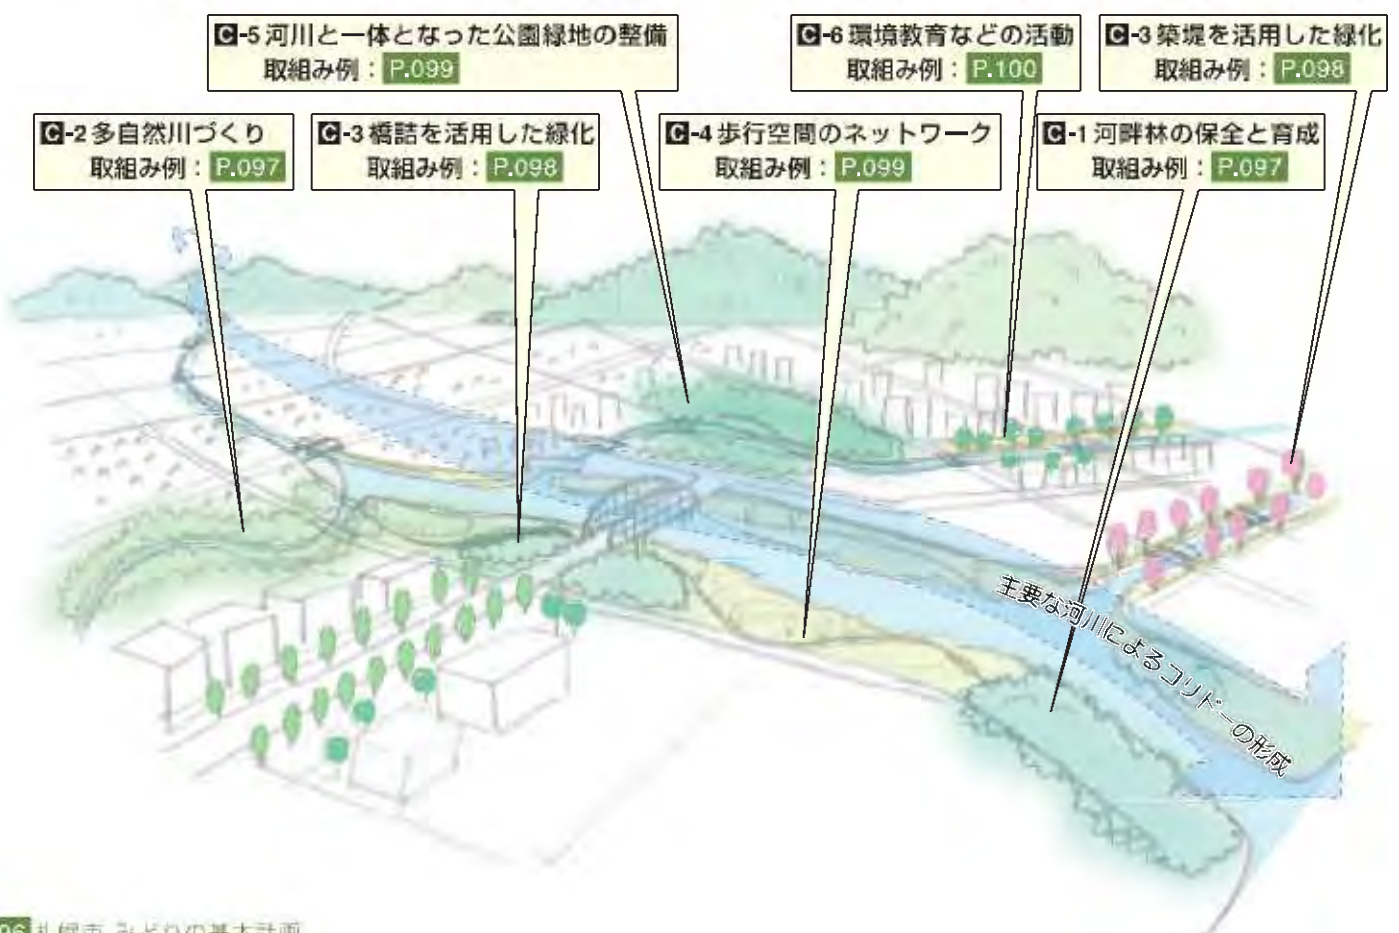 C-5河川と一体となった公園緑地の整備
取組み例：P.099
C-6環境教育などの活動
取組み例：P.100
C-3築堤を活用した緑化
取組み例：P.098
C-2多自然川づくり
取組み例：P.097
C-3橋詰を活用した緑化
取組み例：P.098
C-4歩行空間のネットワーク
取組み例：P.099
C-1河畔林の保全と育成
取組み例：P.097
主要な河川によるコリドーの形成
96 札幌市 みどりの基本計画